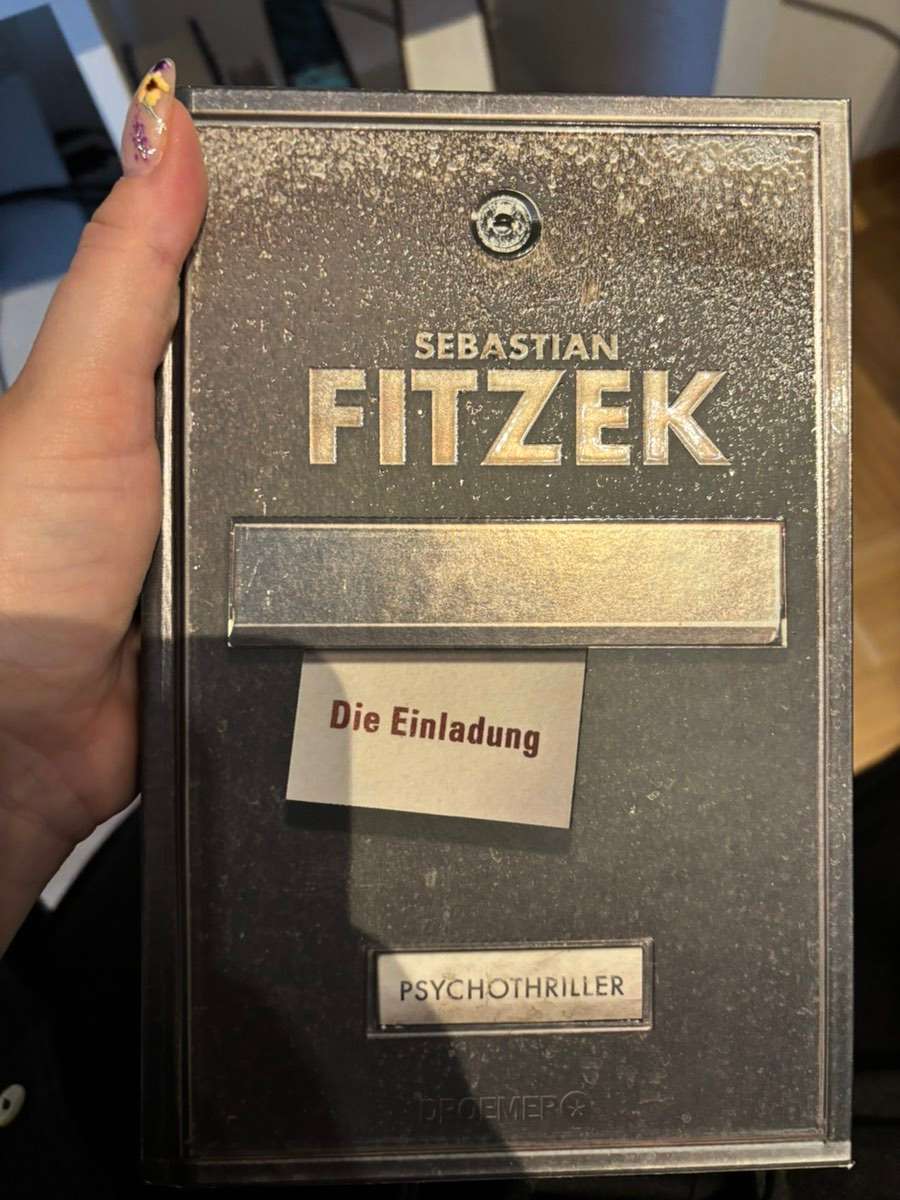 SEBASTIAN
FITZEK
Die Einladung
PSYCHOTHRILLER
DROEMER